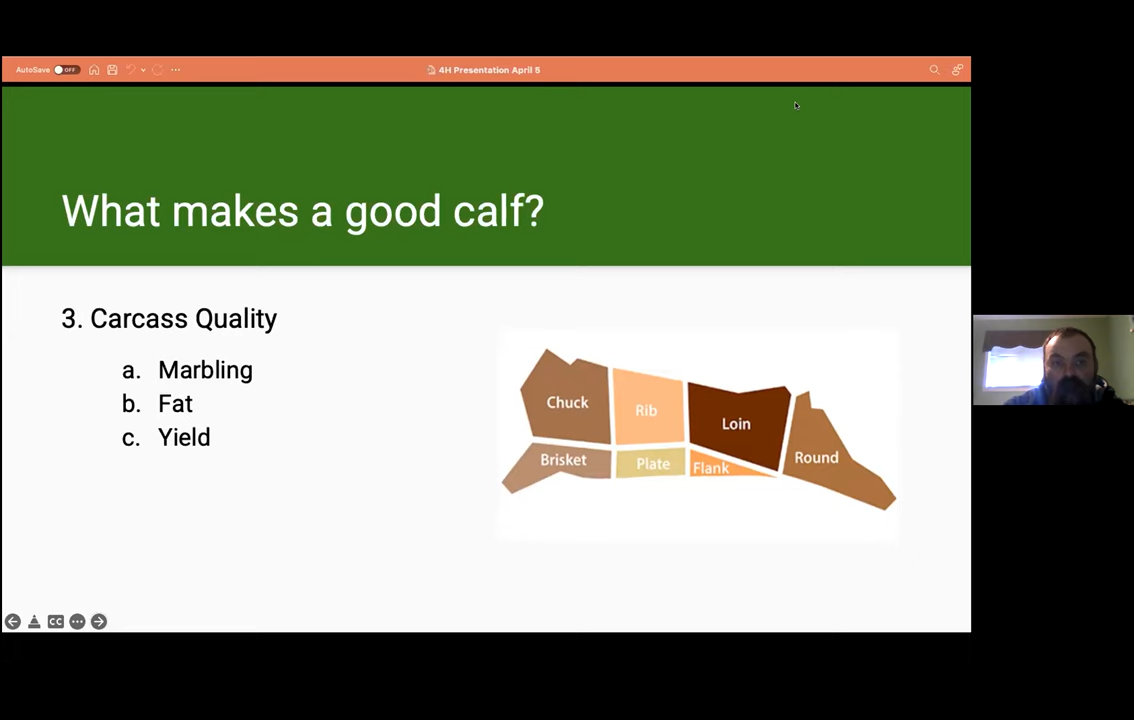 AutoSave OFF 4H Presentation April 5
What makes a good calf?
3. Carcass Quality
a. Marbling
b. Fat
c. Yield
Chuck Rib Loin Round
Brisket Plate Flank
CC